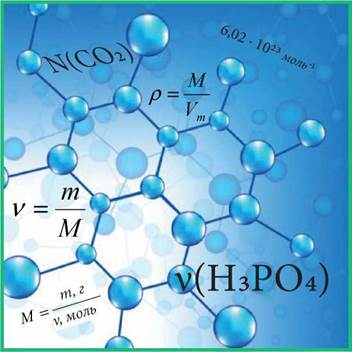 N(CO₂)
6,02 · 10²³ моль⁻¹
ρ = M / Vₘ
ν = m / M
ν(H₃PO₄)
M = m, г / ν, моль